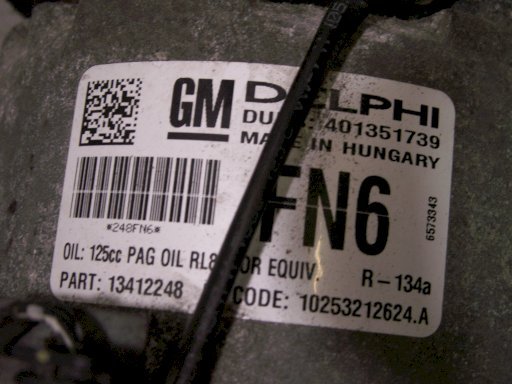 GM DELPHI
401351739
MADE IN HUNGARY
*248FN6*
FN6
6573343
OIL: 125cc PAG OIL OR EQUIV. R-134a
PART: 13412248 CODE: 10253212624.A